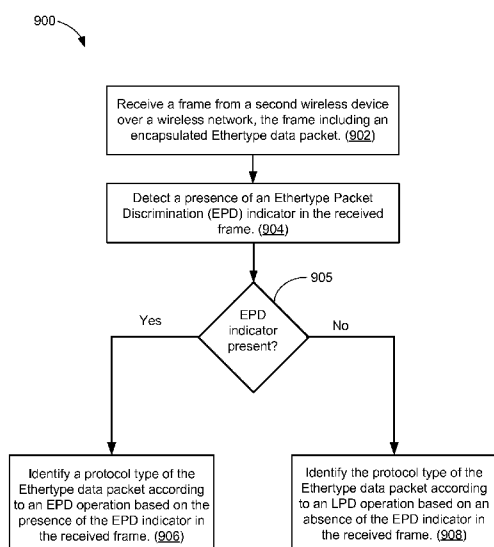 900
Receive a frame from a second wireless device
over a wireless network, the frame including an
encapsulated Ethertype data packet. (902)
Detect a presence of an Ethertype Packet
Discrimination (EPD) indicator in the received
frame. (904)
905
EPD
indicator
present?
Yes
No
Identify a protocol type of the
Ethertype data packet according
to an EPD operation based on the
presence of the EPD indicator in
the received frame. (906)
Identify the protocol type of the
Ethertype data packet according
to an LPD operation based on an
absence of the EPD indicator in
the received frame. (908)